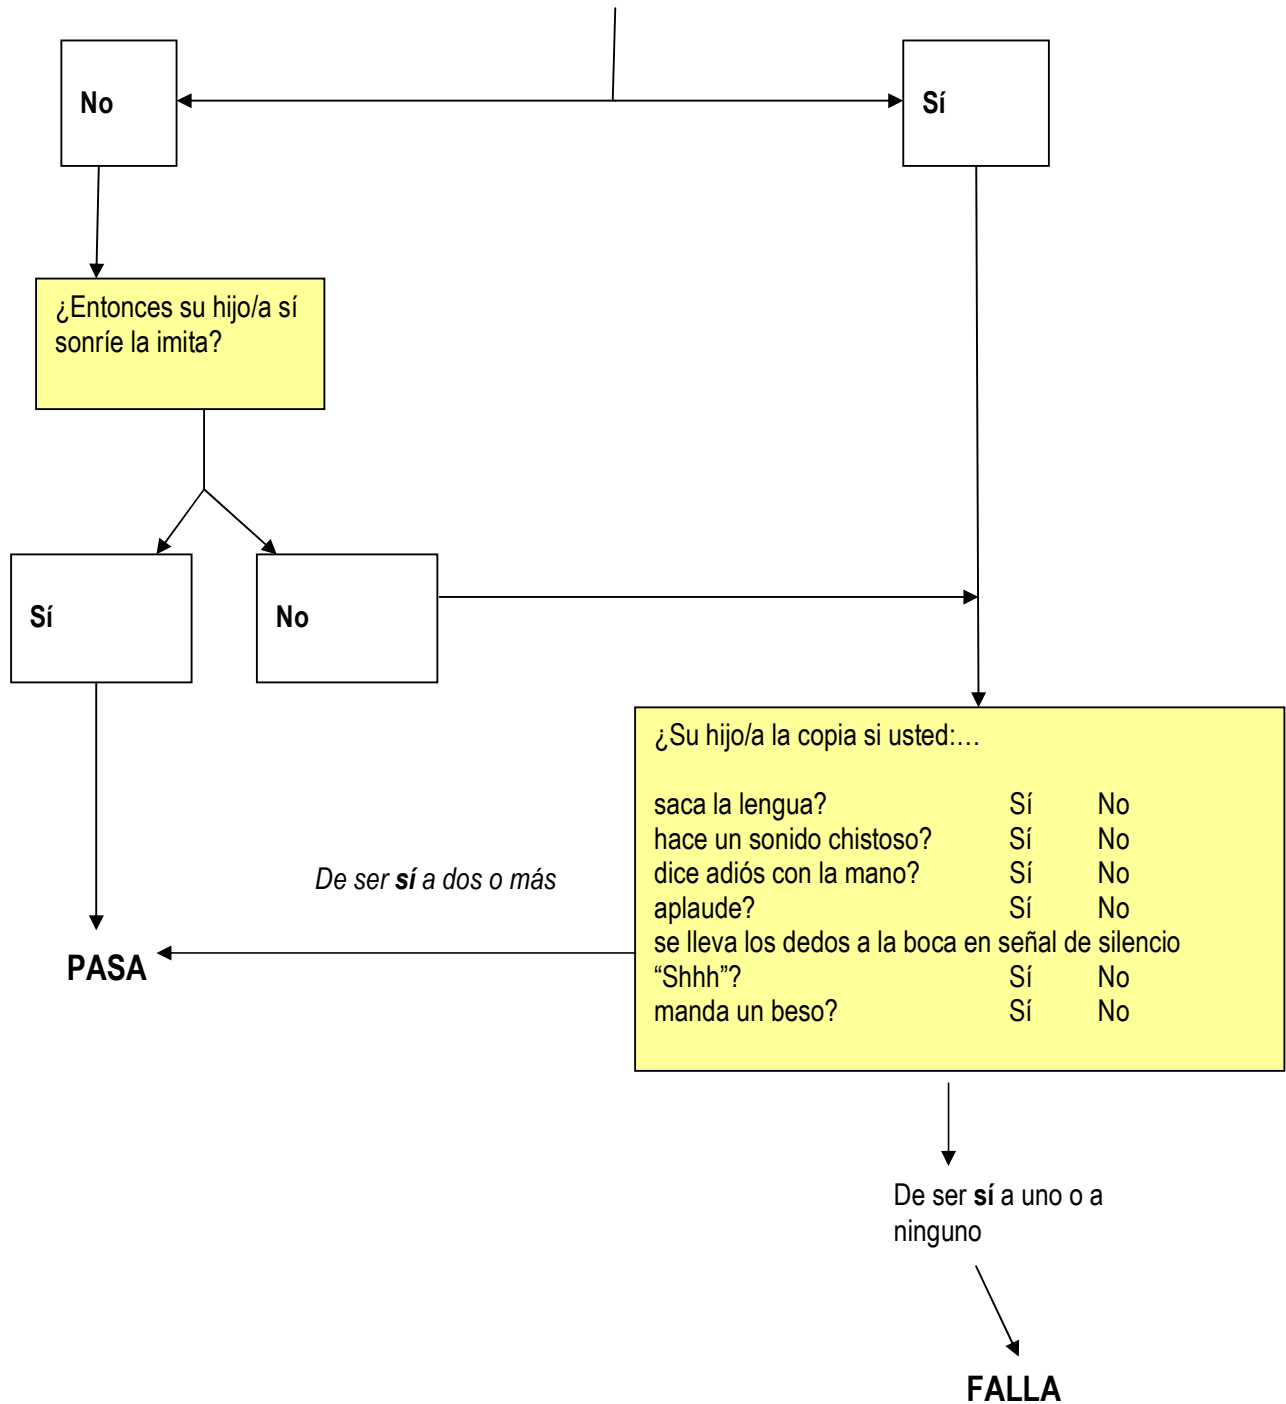 No
Sí
¿Entonces su hijo/a sí
sonríe la imita?
Sí
No
¿Su hijo/a la copia si usted:…
saca la lengua? Sí No
hace un sonido chistoso? Sí No
dice adiós con la mano? Sí No
aplaude? Sí No
se lleva los dedos a la boca en señal de silencio
“Shhh”? Sí No
manda un beso? Sí No
De ser sí a dos o más
PASA
De ser sí a uno o a
ninguno
FALLA